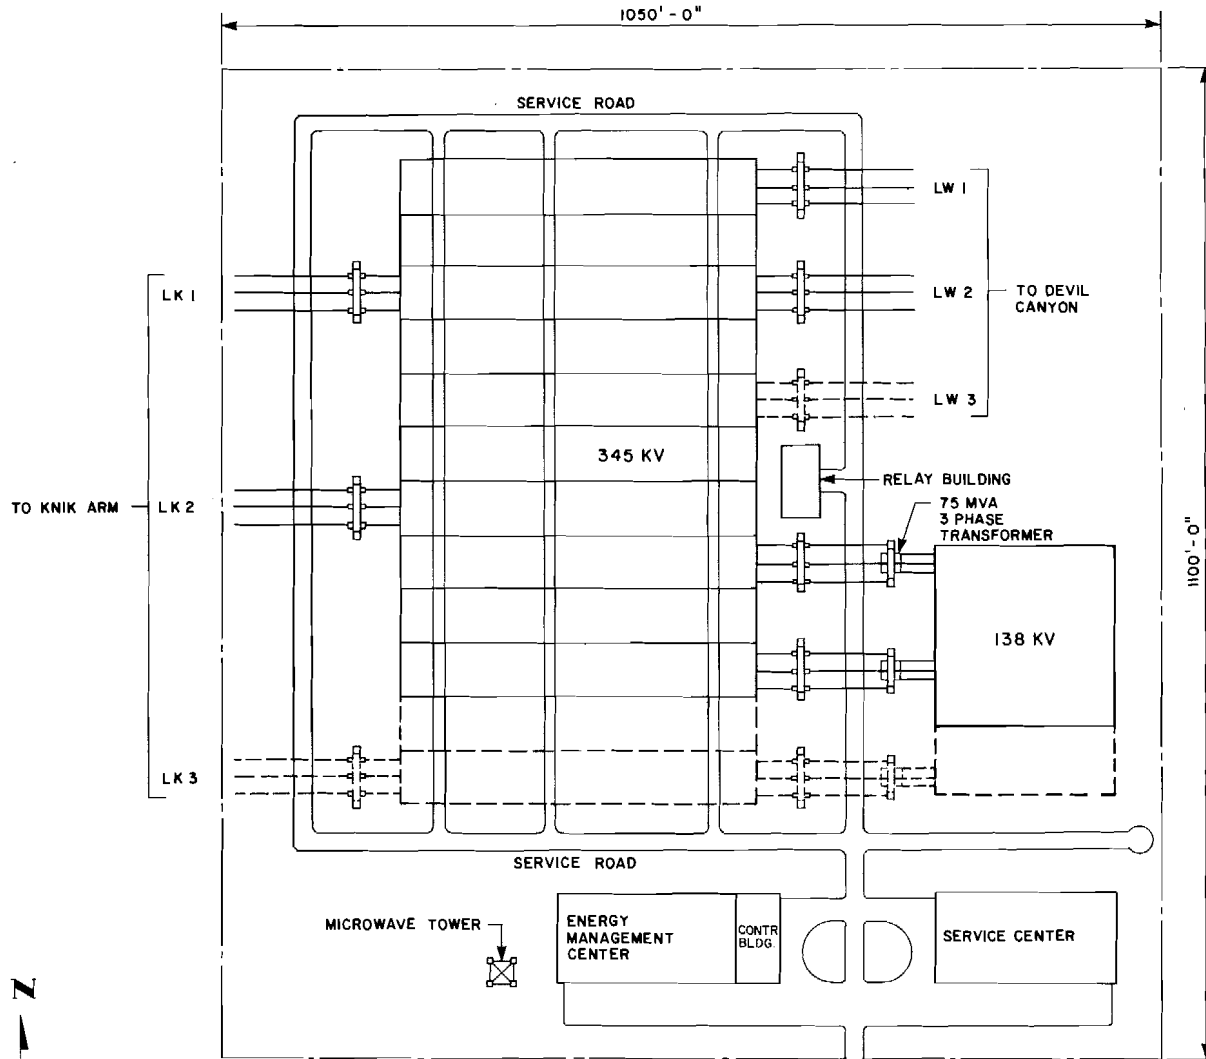 1050'-0"
SERVICE ROAD
LW 1
LK 1
LW 2
TO DEVIL
CANYON
LW 3
345 KV
RELAY BUILDING
TO KNIK ARM
LK 2
75 MVA
3 PHASE
TRANSFORMER
1100'-0"
138 KV
LK 3
SERVICE ROAD
MICROWAVE TOWER
ENERGY
MANAGEMENT
CENTER
CONTR
BLDG.
SERVICE CENTER
N